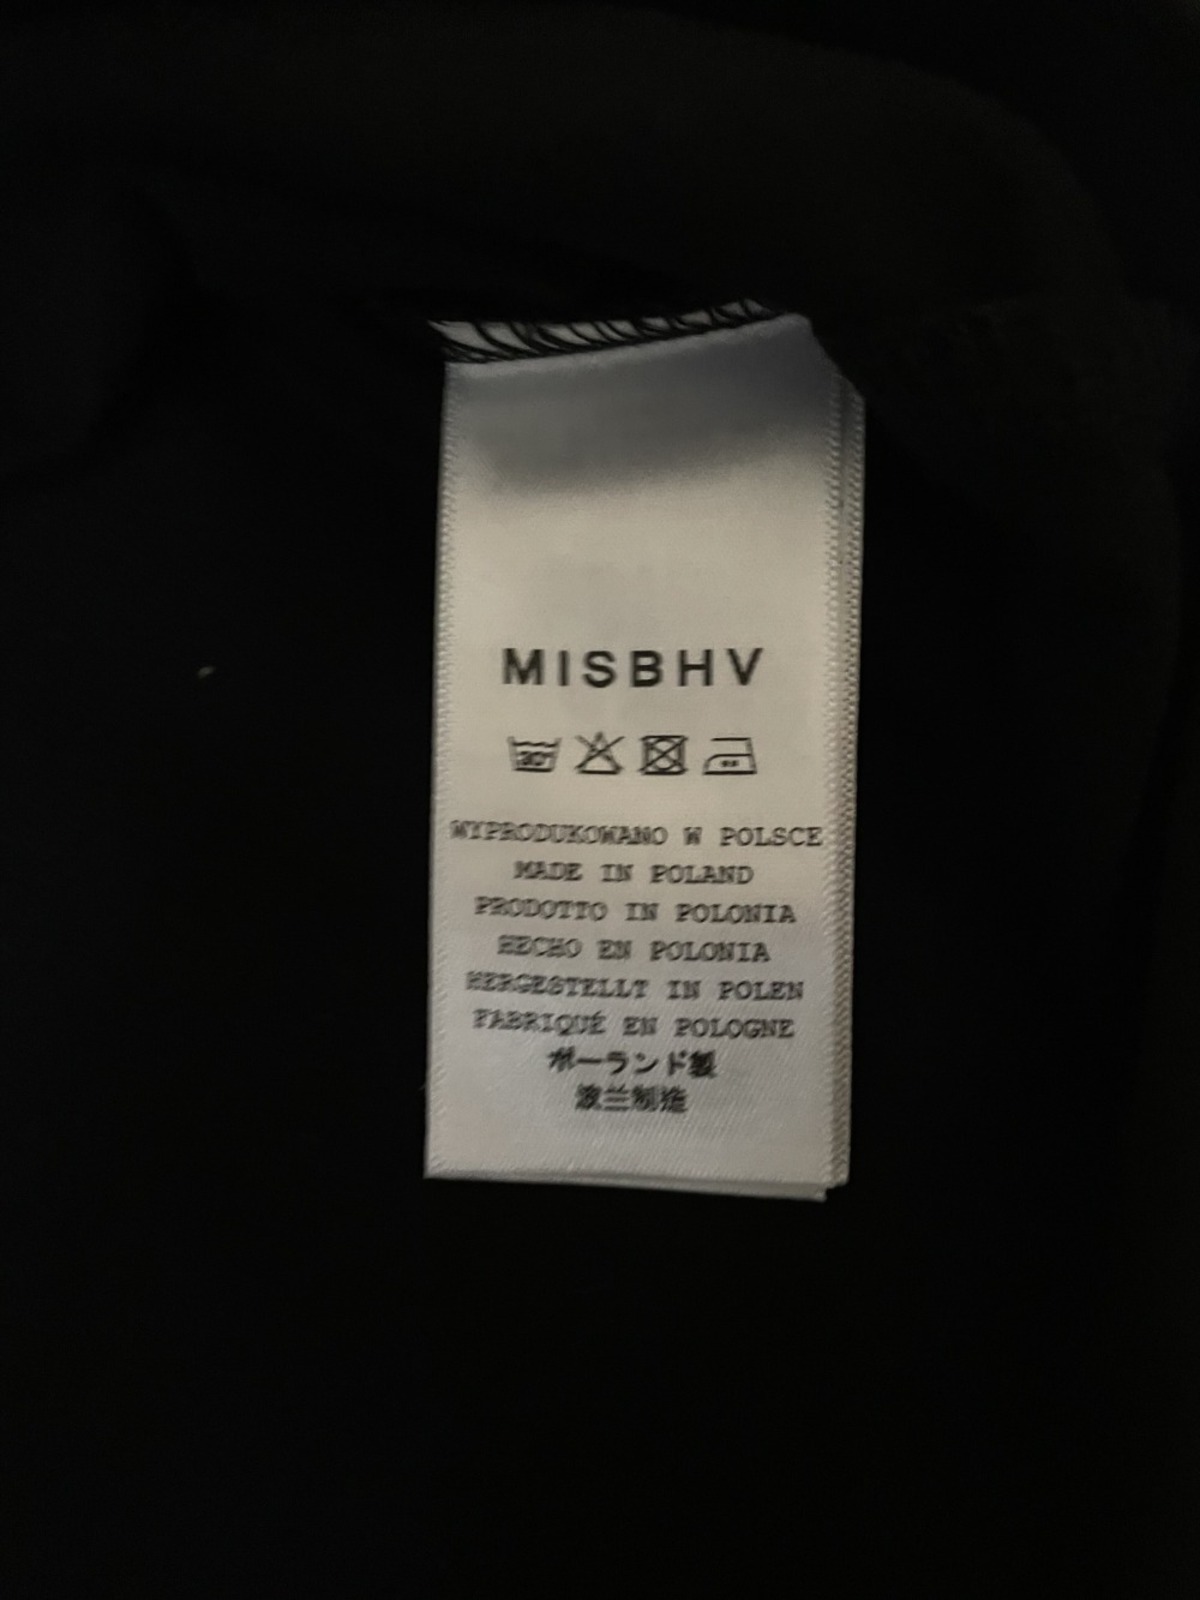 MISBHV
30°
WYPRODUKOWANO W POLSCE
MADE IN POLAND
PRODOTTO IN POLONIA
HECHO EN POLONIA
HERGESTELLT IN POLEN
FABRIQUÉ EN POLOGNE
ポーランド製
波兰制造